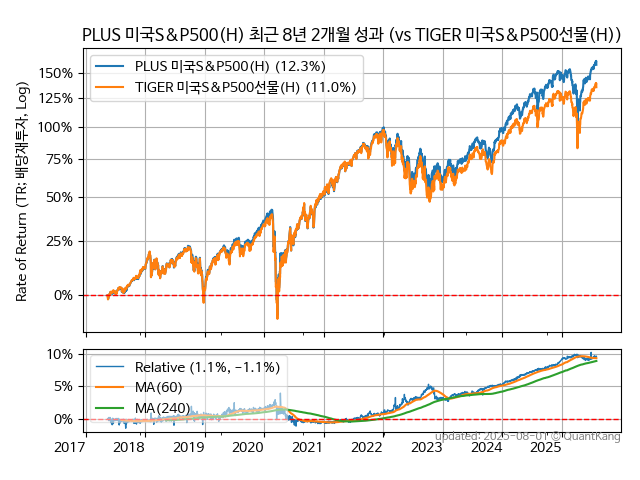 PLUS 미국S&P500(H) 최근 8년 2개월 성과 (vs TIGER 미국S&P500선물(H))
PLUS 미국S&P500(H) (12.3%)
TIGER 미국S&P500선물(H) (11.0%)
Rate of Return (TR: 배당재투자, Log)
150%
125%
100%
75%
50%
25%
0%
Relative (1.1%, -1.1%)
MA(60)
MA(240)
10%
5%
0%
2017 2018 2019 2020 2021 2022 2023 2024 2025
updated: 2025-08-01 © QuantKang